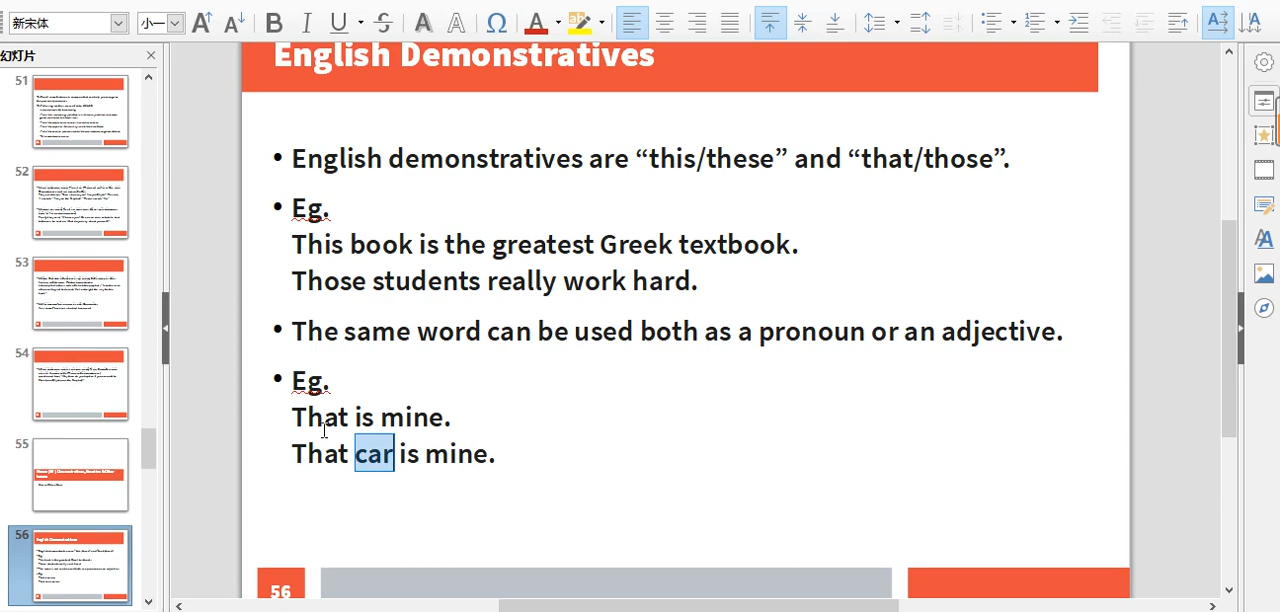 新宋体
小一
幻灯片
51
52
53
54
55
56
English Demonstratives
• English demonstratives are “this/these” and “that/those”.
• Eg.
This book is the greatest Greek textbook.
Those students really work hard.
• The same word can be used both as a pronoun or an adjective.
• Eg.
That is mine.
That car is mine.
56